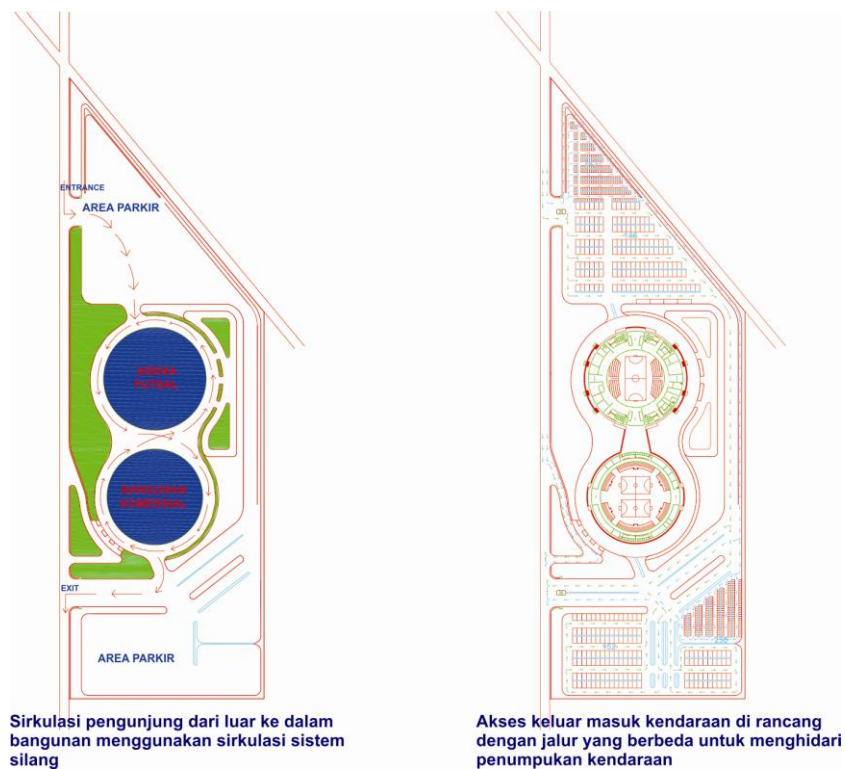 ENTRANCE
AREA PARKIR
ARENA
FUTSAL
BANGUNAN
KOMERSIAL
EXIT
AREA PARKIR
Sirkulasi pengunjung dari luar ke dalam
bangunan menggunakan sirkulasi sistem
silang
Akses keluar masuk kendaraan di rancang
dengan jalur yang berbeda untuk menghidari
penumpukan kendaraan